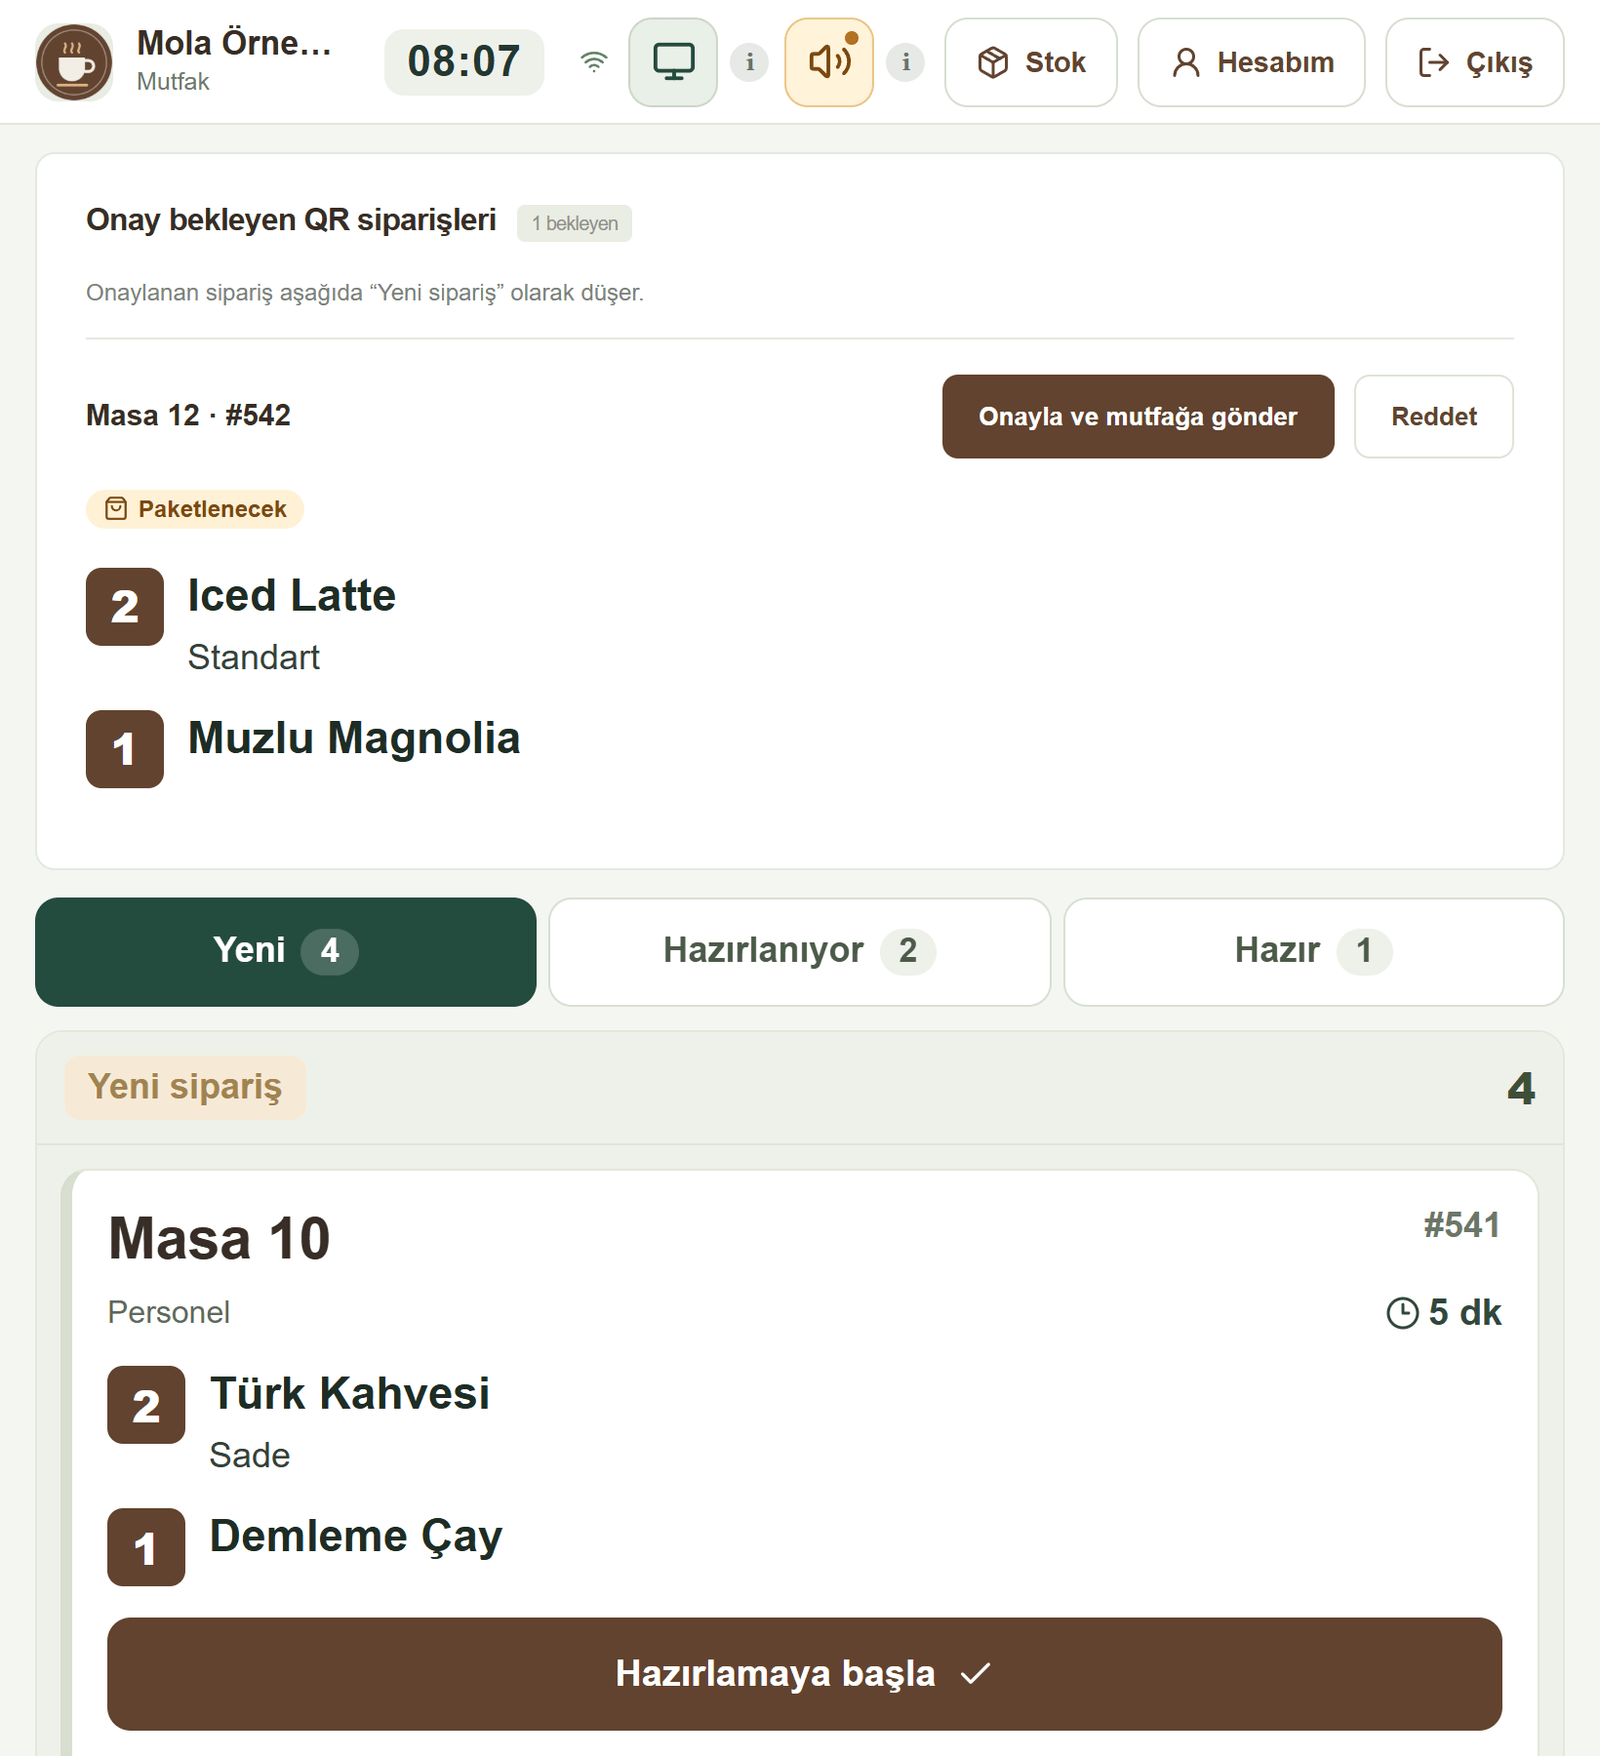 Mola Örne...
Mutfak
08:07
i
i
Stok
Hesabım
Çıkış
Onay bekleyen QR siparişleri
1 bekleyen
Onaylanan sipariş aşağıda “Yeni sipariş” olarak düşer.
Masa 12 · #542
Onayla ve mutfağa gönder
Reddet
Paketlenecek
2 Iced Latte
Standart
1 Muzlu Magnolia
Yeni 4
Hazırlanıyor 2
Hazır 1
Yeni sipariş
4
Masa 10
#541
Personel
5 dk
2 Türk Kahvesi
Sade
1 Demleme Çay
Hazırlamaya başla